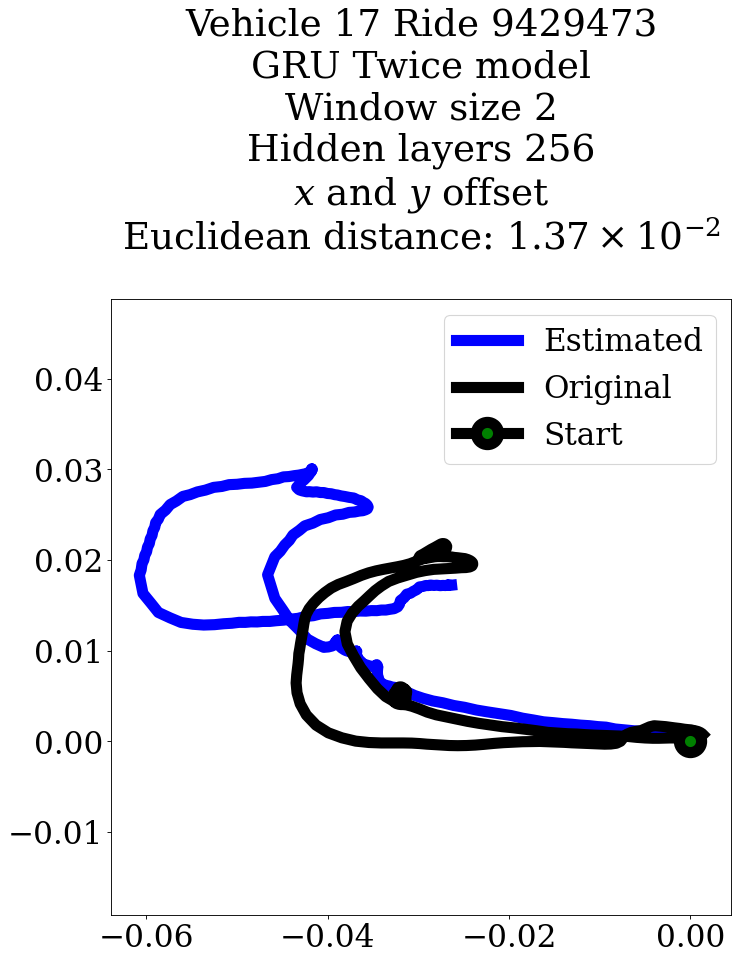 Vehicle 17 Ride 9429473
GRU Twice model
Window size 2
Hidden layers 256
x and y offset
Euclidean distance: 1.37 × 10⁻²
Estimated
Original
Start
0.04
0.03
0.02
0.01
0.00
−0.01
−0.06 −0.04 −0.02 0.00